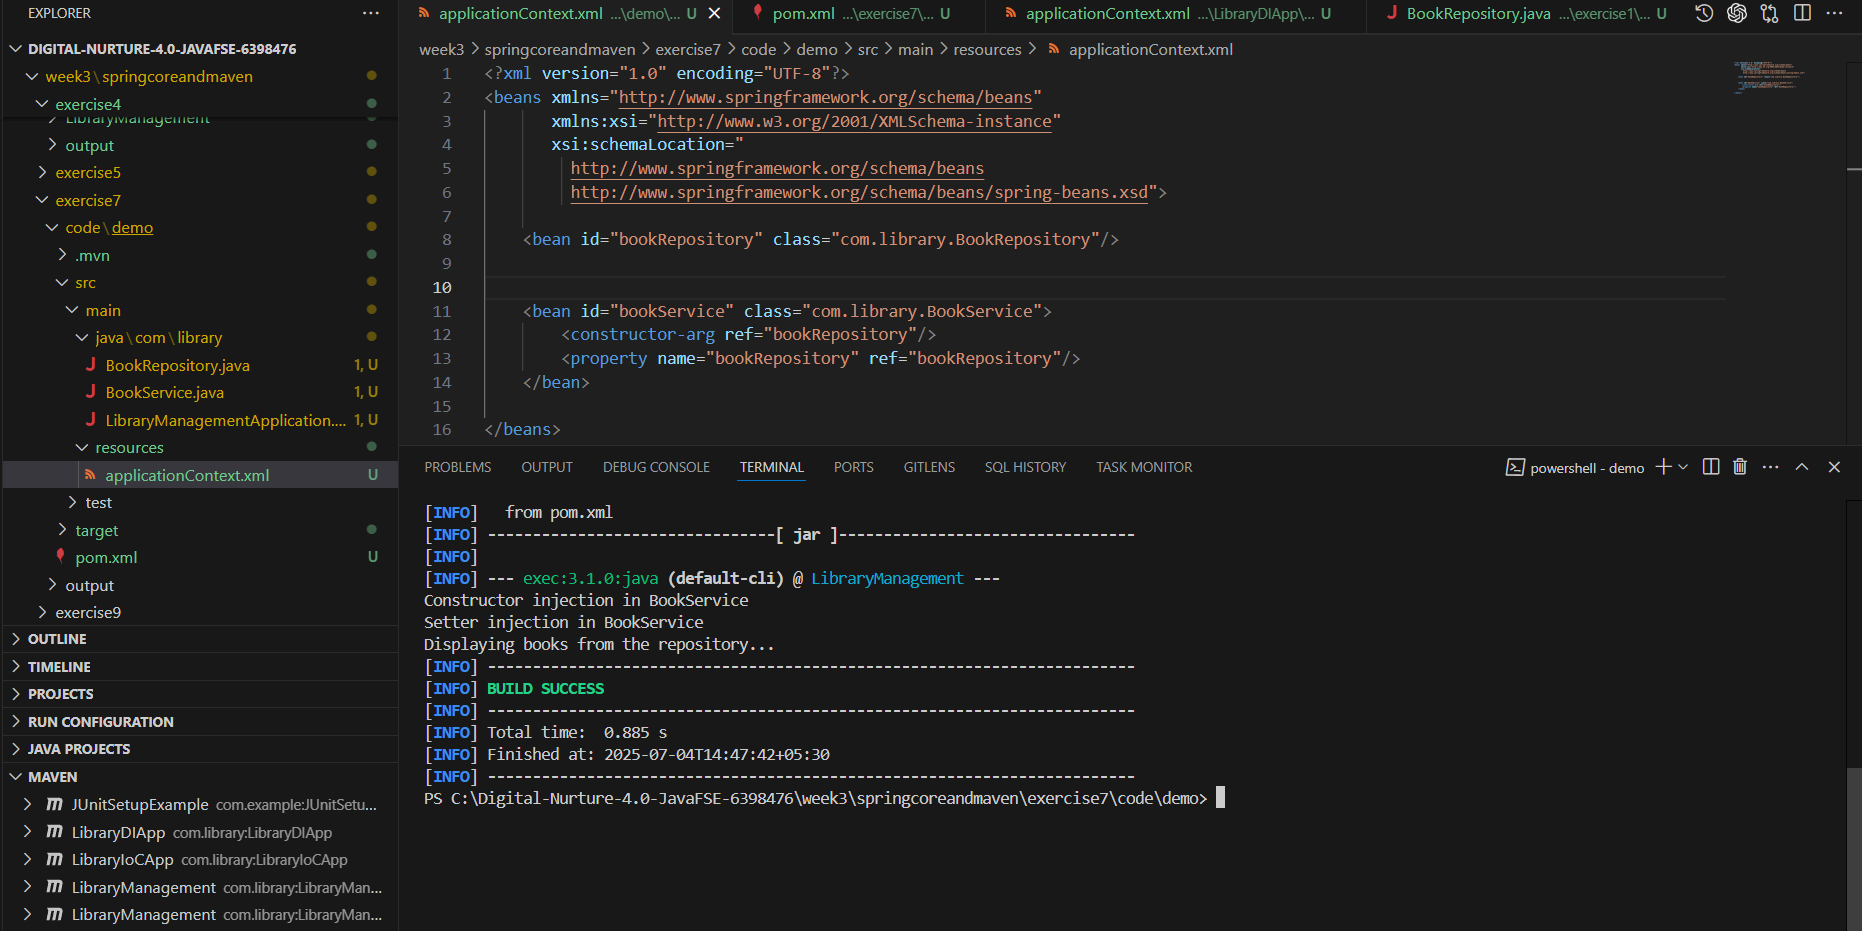 EXPLORER
DIGITAL-NURTURE-4.0-JAVAFSE-6398476
week3\springcoreandmaven
exercise4
LibraryManagement
output
exercise5
exercise7
code\demo
.mvn
src
main
java\com\library
BookRepository.java 1, U
BookService.java 1, U
LibraryManagementApplication.... 1, U
resources
applicationContext.xml U
test
target
pom.xml U
output
exercise9
OUTLINE
TIMELINE
PROJECTS
RUN CONFIGURATION
JAVA PROJECTS
MAVEN
JUnitSetupExample com.example:JUnitSetu...
LibraryDIApp com.library:LibraryDIApp
LibraryIoCApp com.library:LibraryIoCApp
LibraryManagement com.library:LibraryMan...
LibraryManagement com.library:LibraryMan...
applicationContext.xml ...\demo\... U
pom.xml ...\exercise7\... U
applicationContext.xml ...\LibraryDIApp\... U
BookRepository.java ...\exercise1\... U
week3 > springcoreandmaven > exercise7 > code > demo > src > main > resources > applicationContext.xml
1 <?xml version="1.0" encoding="UTF-8"?>
2 <beans xmlns="http://www.springframework.org/schema/beans"
3 xmlns:xsi="http://www.w3.org/2001/XMLSchema-instance"
4 xsi:schemaLocation="
5 http://www.springframework.org/schema/beans
6 http://www.springframework.org/schema/beans/spring-beans.xsd">
7
8 <bean id="bookRepository" class="com.library.BookRepository"/>
9
10
11 <bean id="bookService" class="com.library.BookService">
12 <constructor-arg ref="bookRepository"/>
13 <property name="bookRepository" ref="bookRepository"/>
14 </bean>
15
16 </beans>
PROBLEMS OUTPUT DEBUG CONSOLE TERMINAL PORTS GITLENS SQL HISTORY TASK MONITOR
powershell - demo
[INFO]   from pom.xml
[INFO] --------------------------------[ jar ]---------------------------------
[INFO]
[INFO] --- exec:3.1.0:java (default-cli) @ LibraryManagement ---
Constructor injection in BookService
Setter injection in BookService
Displaying books from the repository...
[INFO] ------------------------------------------------------------------------
[INFO] BUILD SUCCESS
[INFO] ------------------------------------------------------------------------
[INFO] Total time:  0.885 s
[INFO] Finished at: 2025-07-04T14:47:42+05:30
[INFO] ------------------------------------------------------------------------
PS C:\Digital-Nurture-4.0-JavaFSE-6398476\week3\springcoreandmaven\exercise7\code\demo>